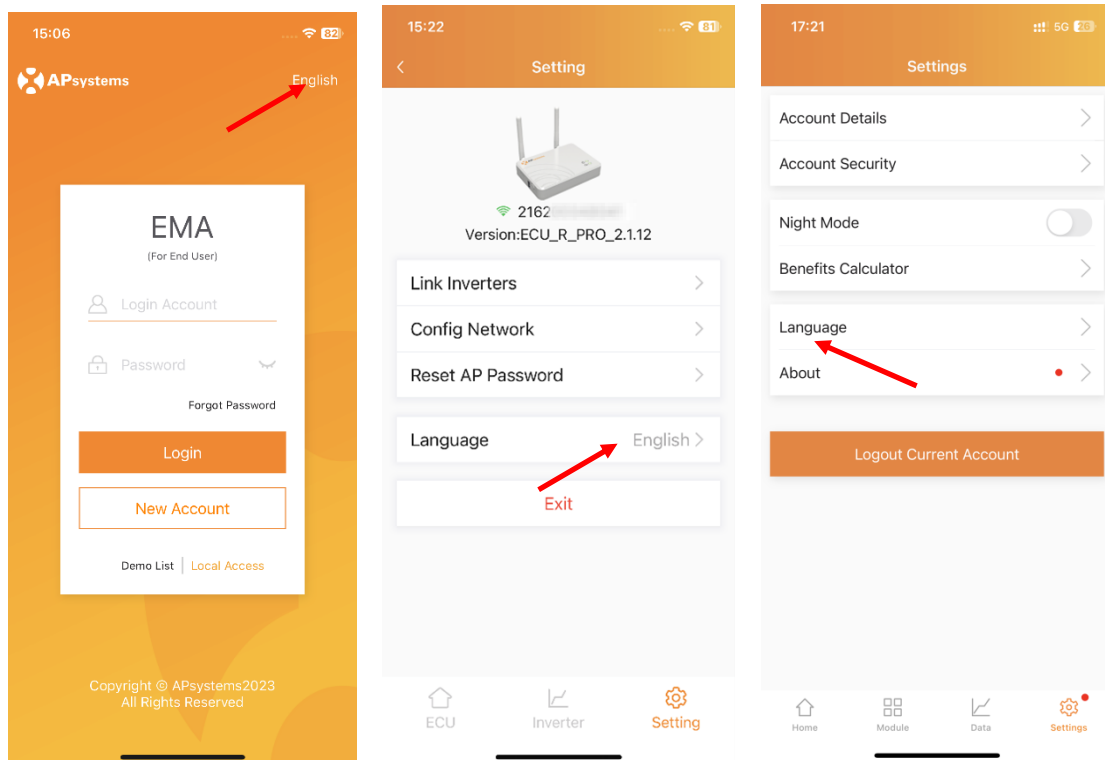 15:06
82
APsystems
English
EMA
(For End User)
Login Account
Password
Forgot Password
Login
New Account
Demo List
Local Access
Copyright © APsystems2023
All Rights Reserved
15:22
81
Setting
2162
Version:ECU_R_PRO_2.1.12
Link Inverters
Config Network
Reset AP Password
Language English
Exit
ECU Inverter Setting
17:21
5G 26
Settings
Account Details
Account Security
Night Mode
Benefits Calculator
Language
About
Logout Current Account
Home Module Data Settings